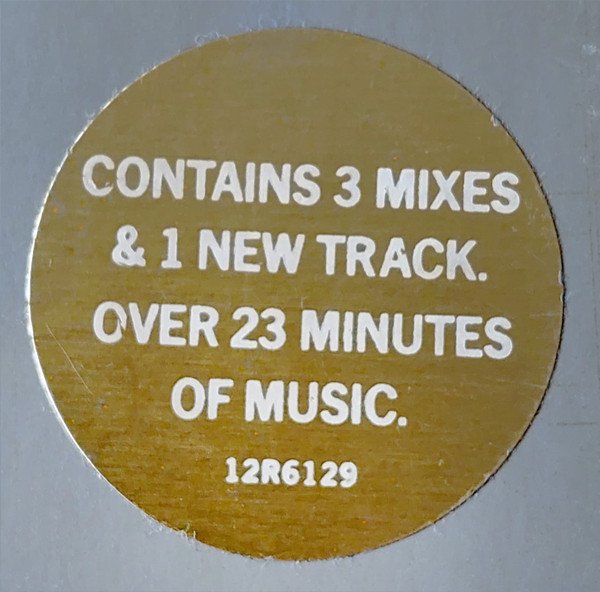 CONTAINS 3 MIXES
& 1 NEW TRACK.
OVER 23 MINUTES
OF MUSIC.
12R6129